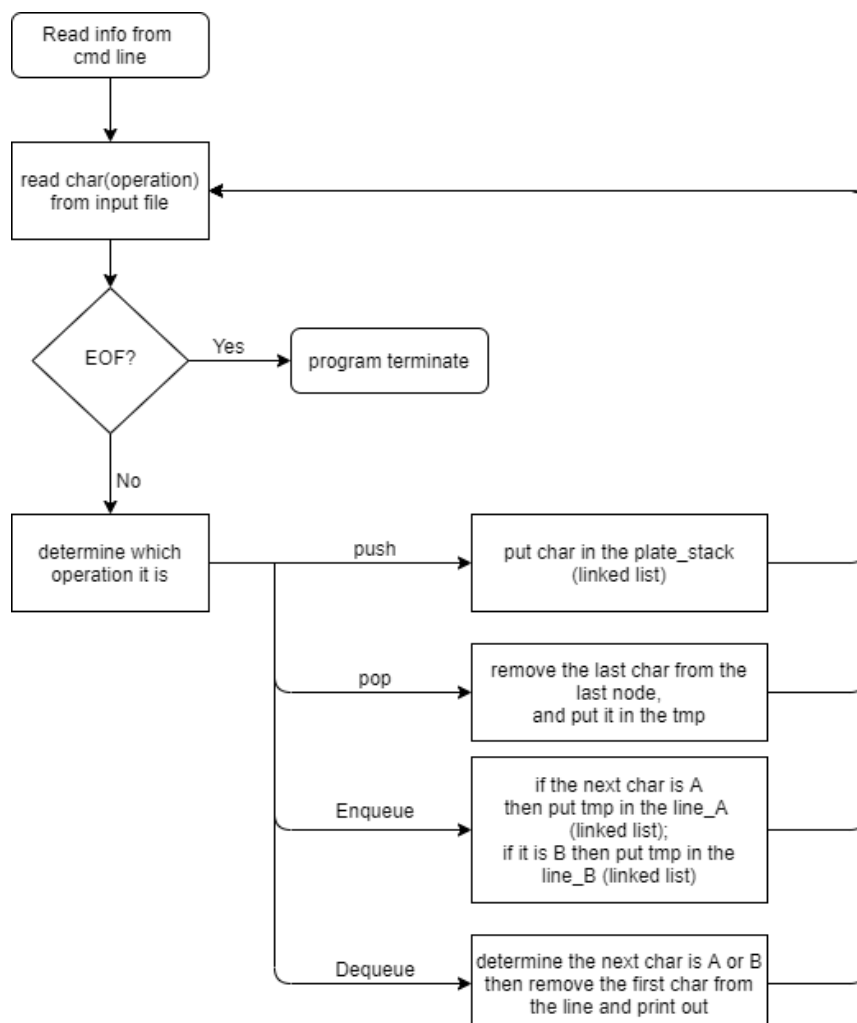 Read info from
cmd line
read char(operation)
from input file
EOF?
Yes
program terminate
No
determine which
operation it is
push
put char in the plate_stack
(linked list)
pop
remove the last char from the
last node,
and put it in the tmp
Enqueue
if the next char is A
then put tmp in the line_A
(linked list);
if it is B then put tmp in the
line_B (linked list)
Dequeue
determine the next char is A or B
then remove the first char from
the line and print out